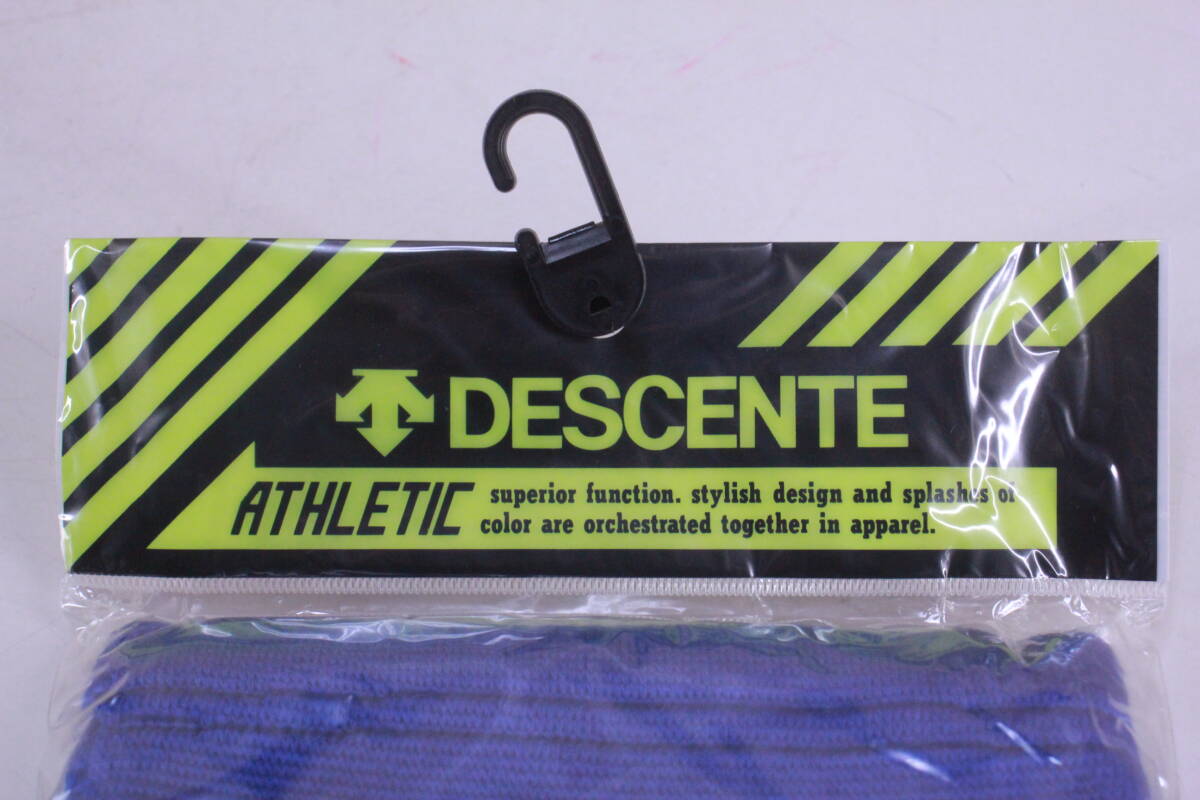 DESCENTE
ATHLETIC
superior function. stylish design and splashes of
color are orchestrated together in apparel.